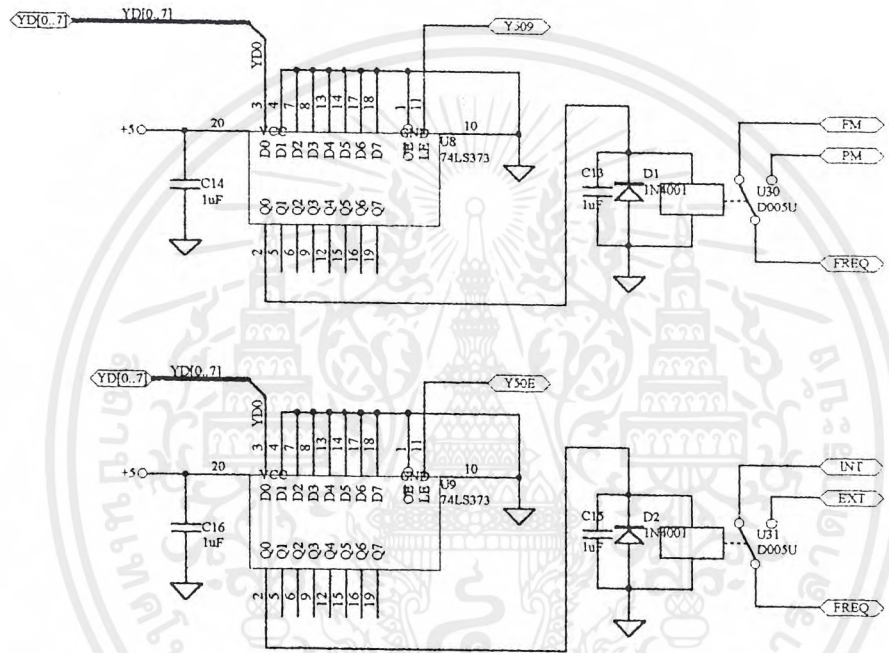 YD[0..7] YD[0..7]
Y509
YD0
3 4 7 8 13 14 17 18 1 11
+5 20 VCC GND 10
D0 D1 D2 D3 D4 D5 D6 D7 OE LE
U8
74LS373
C14
1uF
Q0 Q1 Q2 Q3 Q4 Q5 Q6 Q7
2 5 6 9 12 15 16 19
C13
1uF
D1
1N4001
FM
PM
U30
D005U
FREQ
YD[0..7] YD[0..7]
Y50E
YD0
3 4 7 8 13 14 17 18 1 11
+5 20 VCC GND 10
D0 D1 D2 D3 D4 D5 D6 D7 OE LE
U9
74LS373
C16
1uF
Q0 Q1 Q2 Q3 Q4 Q5 Q6 Q7
2 5 6 9 12 15 16 19
C15
1uF
D2
1N4001
INT
EXT
U31
D005U
FREQ